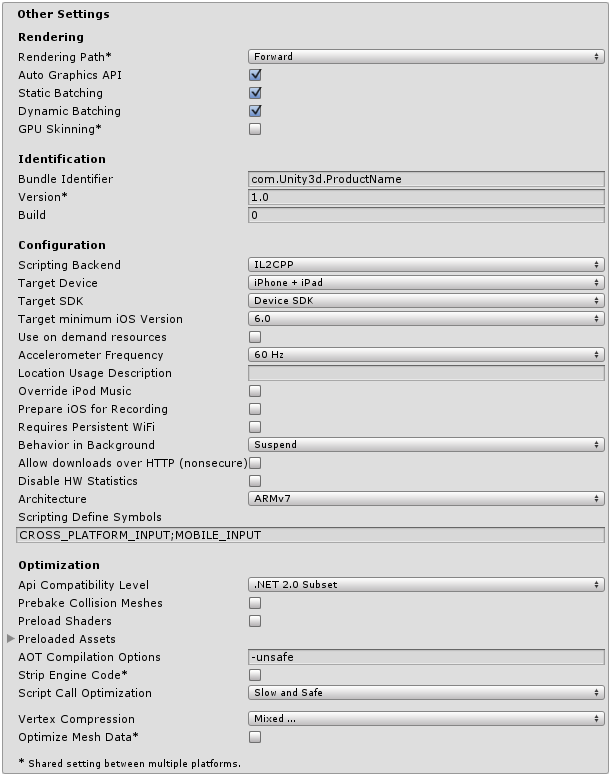 Other Settings
Rendering
Rendering Path* Forward
Auto Graphics API
Static Batching
Dynamic Batching
GPU Skinning*
Identification
Bundle Identifier com.Unity3d.ProductName
Version* 1.0
Build 0
Configuration
Scripting Backend IL2CPP
Target Device iPhone + iPad
Target SDK Device SDK
Target minimum iOS Version 6.0
Use on demand resources
Accelerometer Frequency 60 Hz
Location Usage Description
Override iPod Music
Prepare iOS for Recording
Requires Persistent WiFi
Behavior in Background Suspend
Allow downloads over HTTP (nonsecure)
Disable HW Statistics
Architecture ARMv7
Scripting Define Symbols
CROSS_PLATFORM_INPUT;MOBILE_INPUT
Optimization
Api Compatibility Level .NET 2.0 Subset
Prebake Collision Meshes
Preload Shaders
Preloaded Assets
AOT Compilation Options -unsafe
Strip Engine Code*
Script Call Optimization Slow and Safe
Vertex Compression Mixed ...
Optimize Mesh Data*
* Shared setting between multiple platforms.